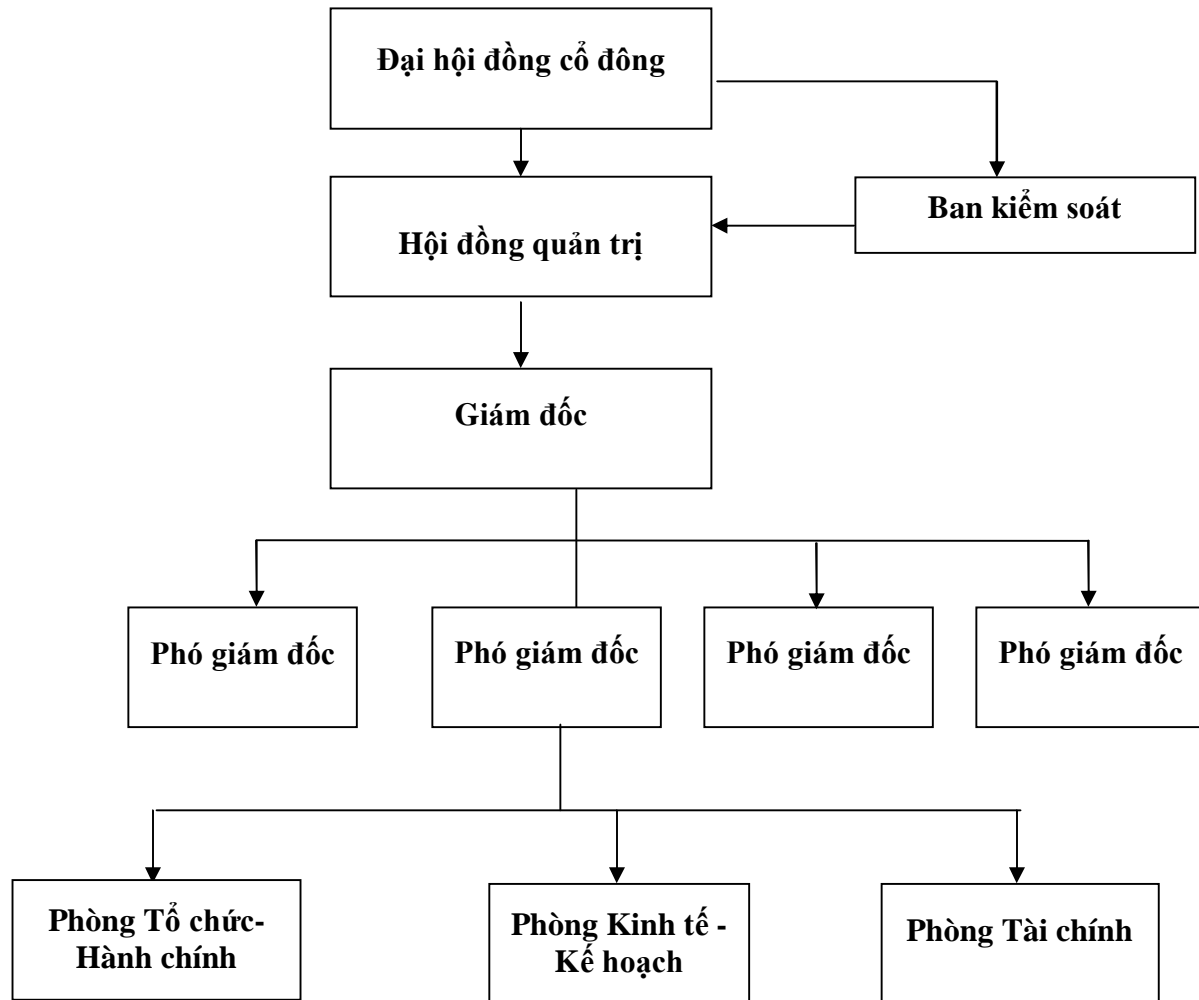 Đại hội đồng cổ đông
Ban kiểm soát
Hội đồng quản trị
Giám đốc
Phó giám đốc
Phó giám đốc
Phó giám đốc
Phó giám đốc
Phòng Tổ chức-
Hành chính
Phòng Kinh tế -
Kế hoạch
Phòng Tài chính